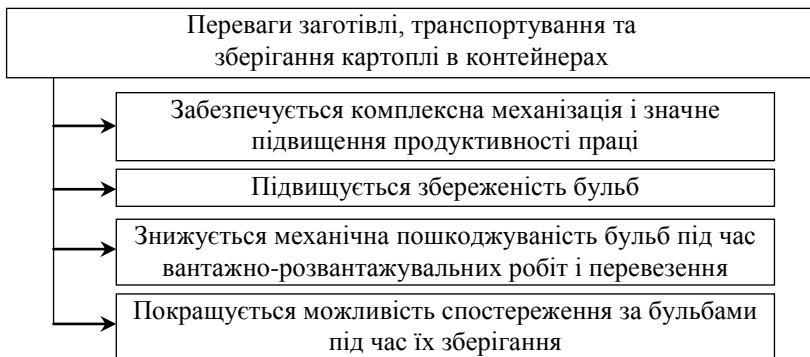 Переваги заготівлі, транспортування та
зберігання картоплі в контейнерах
Забезпечується комплексна механізація і значне
підвищення продуктивності праці
Підвищується збереженість бульб
Знижується механічна пошкоджуваність бульб під час
вантажно-розвантажувальних робіт і перевезення
Покращується можливість спостереження за бульбами
під час їх зберігання